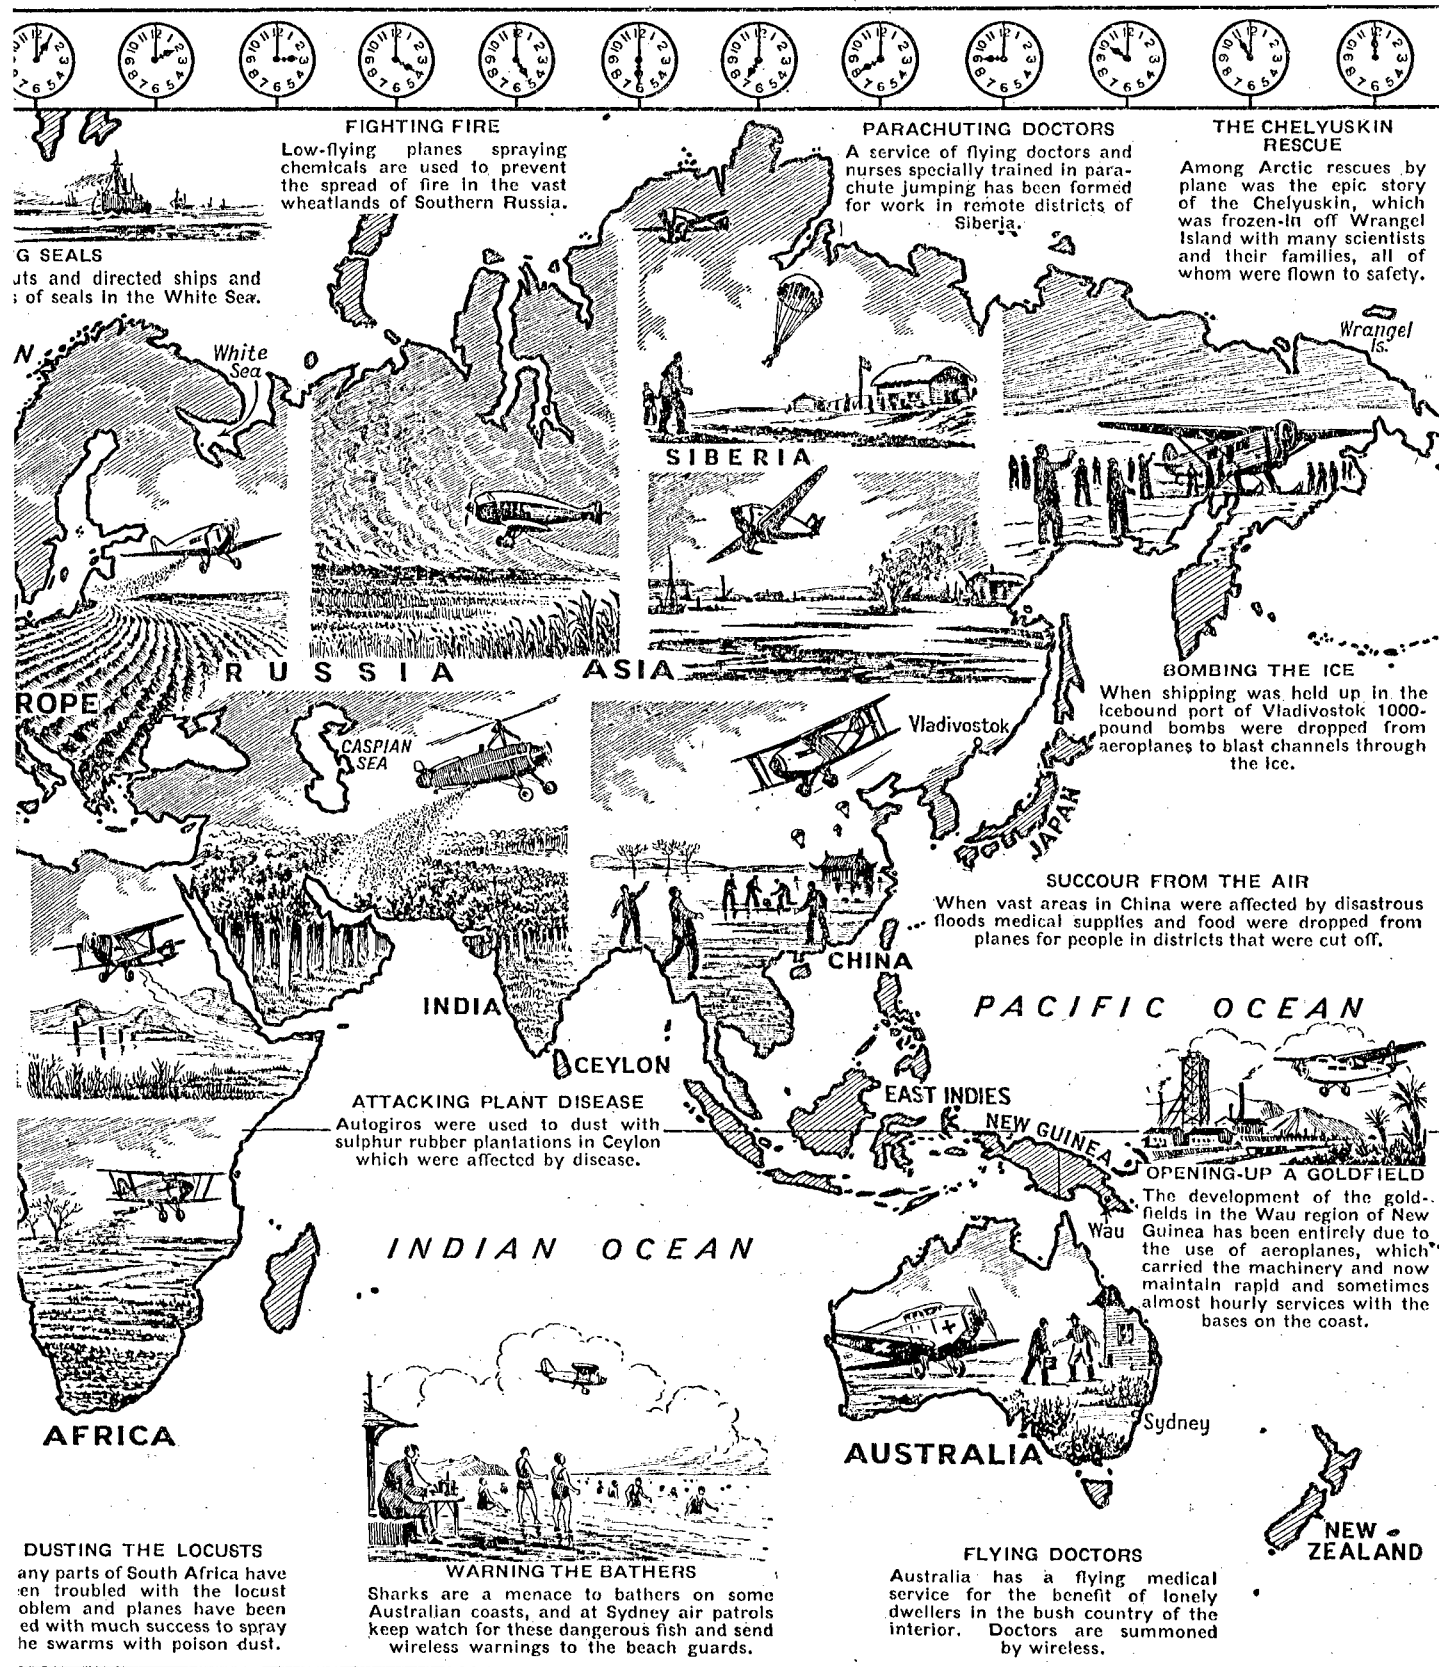 FIGHTING FIRE
Low-flying planes spraying
chemicals are used to prevent
the spread of fire in the vast
wheatlands of Southern Russia.
PARACHUTING DOCTORS
A service of flying doctors and
nurses specially trained in para-
chute jumping has been formed
for work in remote districts of
Siberia.
THE CHELYUSKIN
RESCUE
Among Arctic rescues by
plane was the epic story
of the Chelyuskin, which
was frozen-in off Wrangel
Island with many scientists
and their families, all of
whom were flown to safety.
G SEALS
uts and directed ships and
s of seals in the White Sea.
N
White
Sea
Wrangel
Is.
SIBERIA
RUSSIA
ASIA
ROPE
CASPIAN
SEA
Vladivostok
BOMBING THE ICE
When shipping was held up in the
icebound port of Vladivostok 1000-
pound bombs were dropped from
aeroplanes to blast channels through
the ice.
JAPAN
SUCCOUR FROM THE AIR
When vast areas in China were affected by disastrous
floods medical supplies and food were dropped from
planes for people in districts that were cut off.
CHINA
INDIA
PACIFIC OCEAN
CEYLON
EAST INDIES
NEW GUINEA
ATTACKING PLANT DISEASE
Autogiros were used to dust with
sulphur rubber plantations in Ceylon
which were affected by disease.
OPENING-UP A GOLDFIELD
The development of the gold-
fields in the Wau region of New
Guinea has been entirely due to
the use of aeroplanes, which
carried the machinery and now
maintain rapid and sometimes
almost hourly services with the
bases on the coast.
Wau
INDIAN OCEAN
AFRICA
AUSTRALIA
Sydney
NEW
ZEALAND
DUSTING THE LOCUSTS
any parts of South Africa have
en troubled with the locust
oblem and planes have been
ed with much success to spray
he swarms with poison dust.
WARNING THE BATHERS
Sharks are a menace to bathers on some
Australian coasts, and at Sydney air patrols
keep watch for these dangerous fish and send
wireless warnings to the beach guards.
FLYING DOCTORS
Australia has a flying medical
service for the benefit of lonely
dwellers in the bush country of the
interior. Doctors are summoned
by wireless.